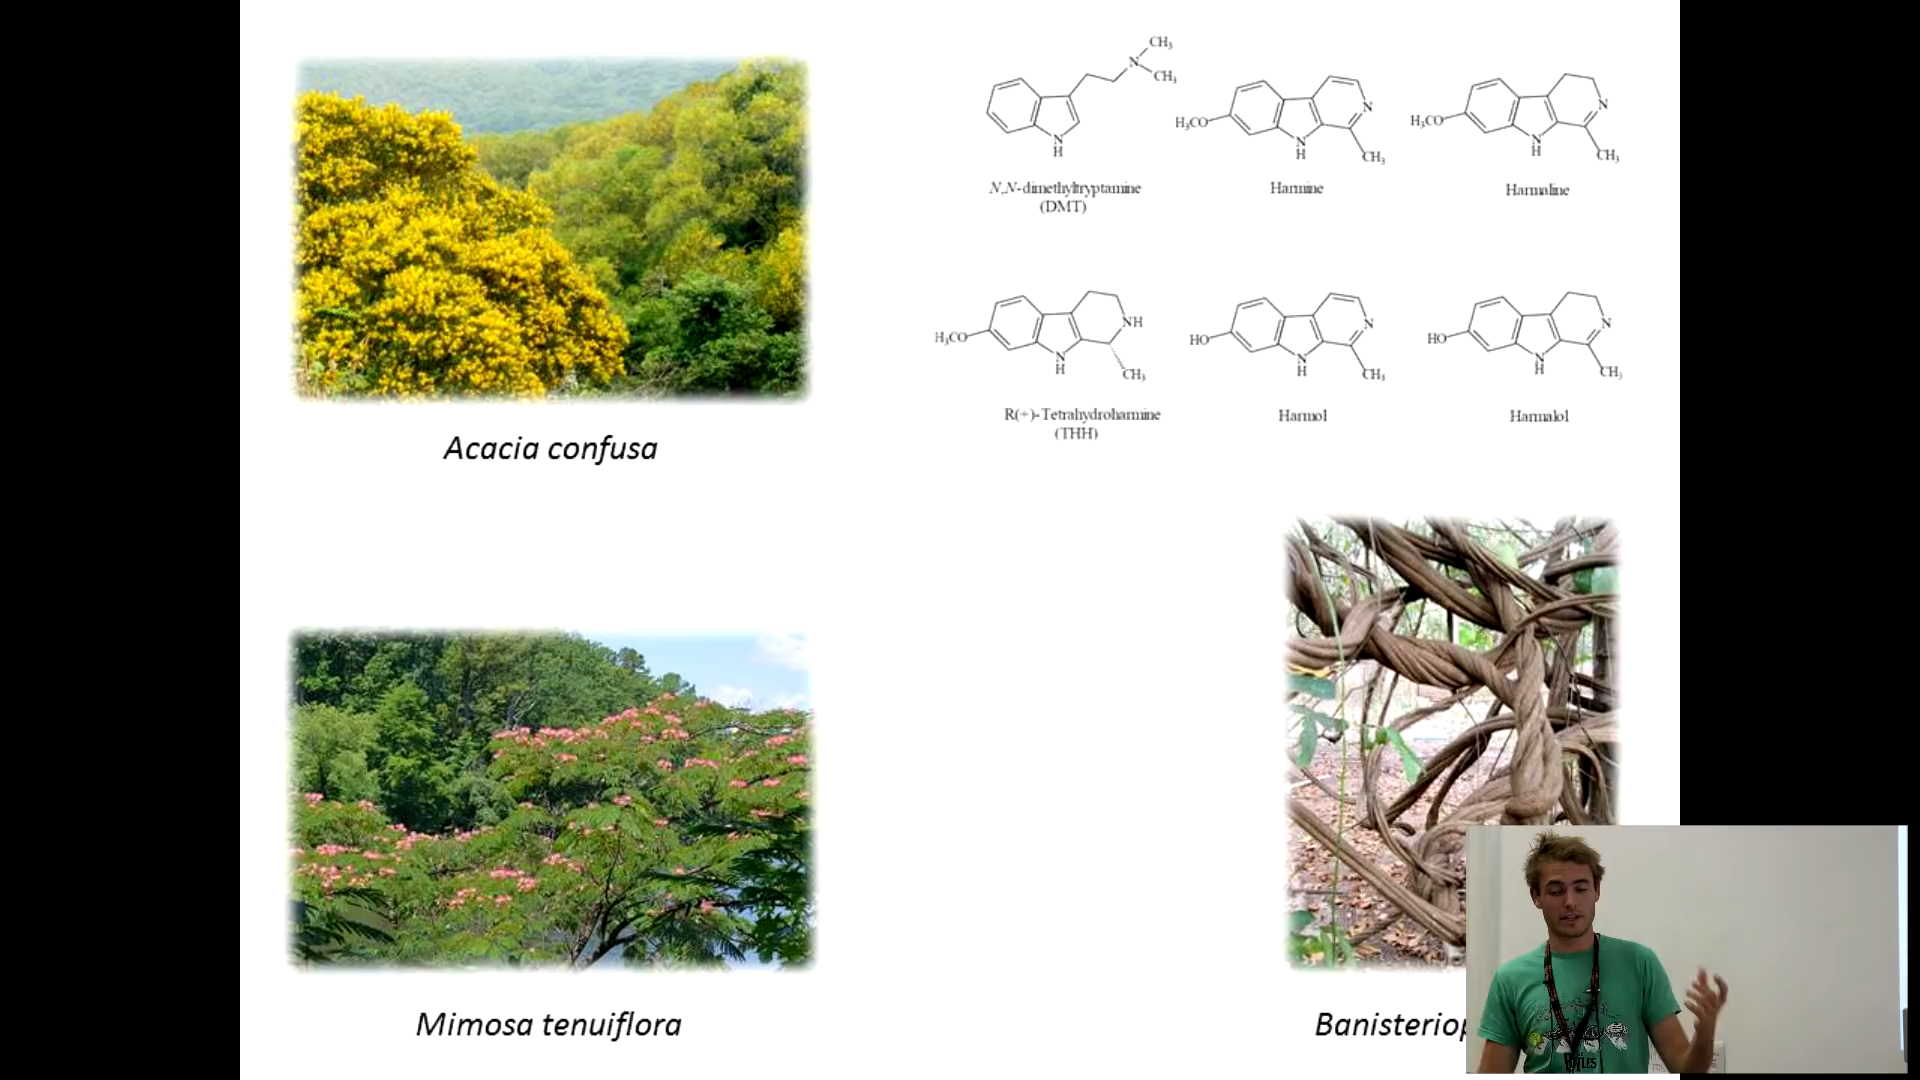 CH₃
N
CH₃
N
H
N,N-dimethyltryptamine
(DMT)
H₃CO
N
N
H
CH₃
Harmine
H₃CO
N
N
H
CH₃
Harmaline
H₃CO
NH
N
H
CH₃
R(+)-Tetrahydroharmine
(THH)
HO
N
N
H
CH₃
Harmol
HO
N
N
H
CH₃
Harmalol
Acacia confusa
Mimosa tenuiflora
Banisteriop